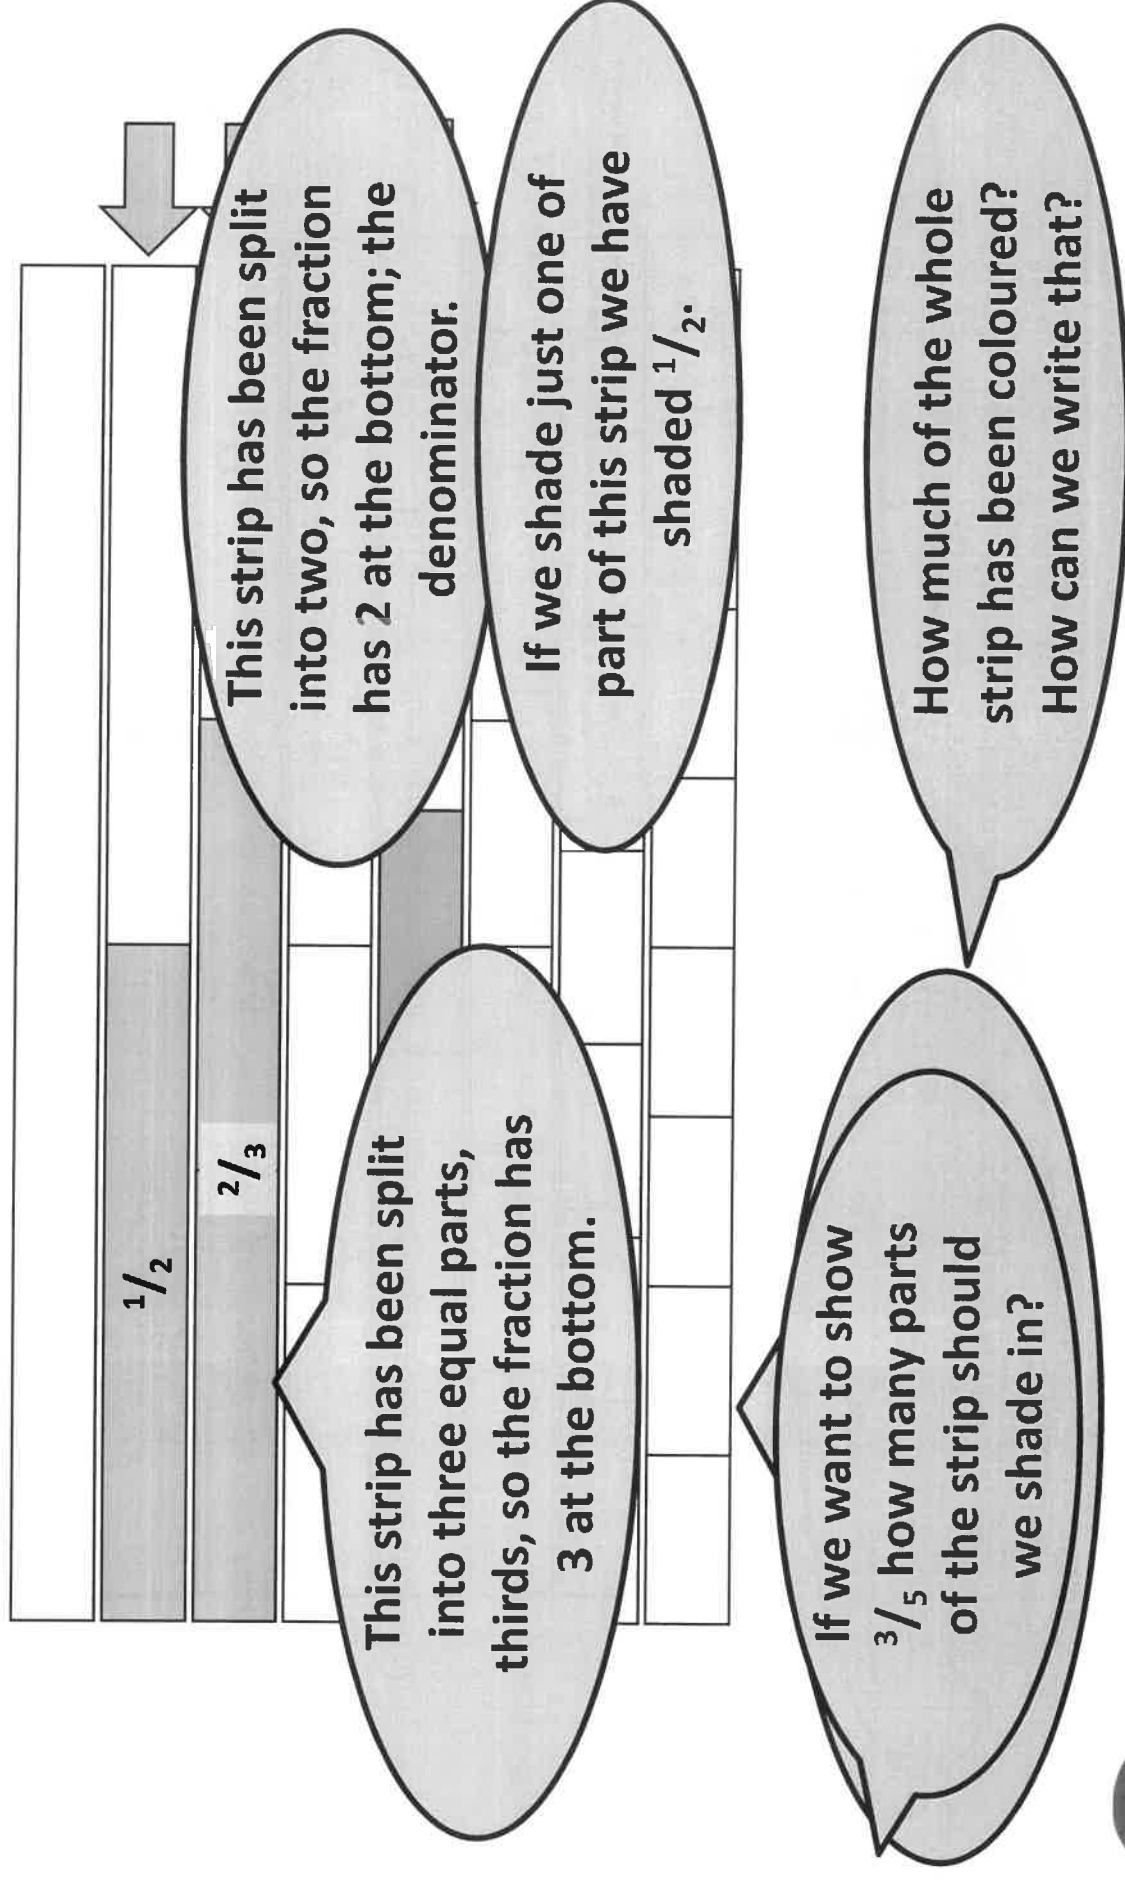 1/2
2/3
This strip has been split
into two, so the fraction
has 2 at the bottom; the
denominator.
This strip has been split
into three equal parts,
thirds, so the fraction has
3 at the bottom.
If we shade just one of
part of this strip we have
shaded 1/2.
If we want to show
3/5 how many parts
of the strip should
we shade in?
How much of the whole
strip has been coloured?
How can we write that?